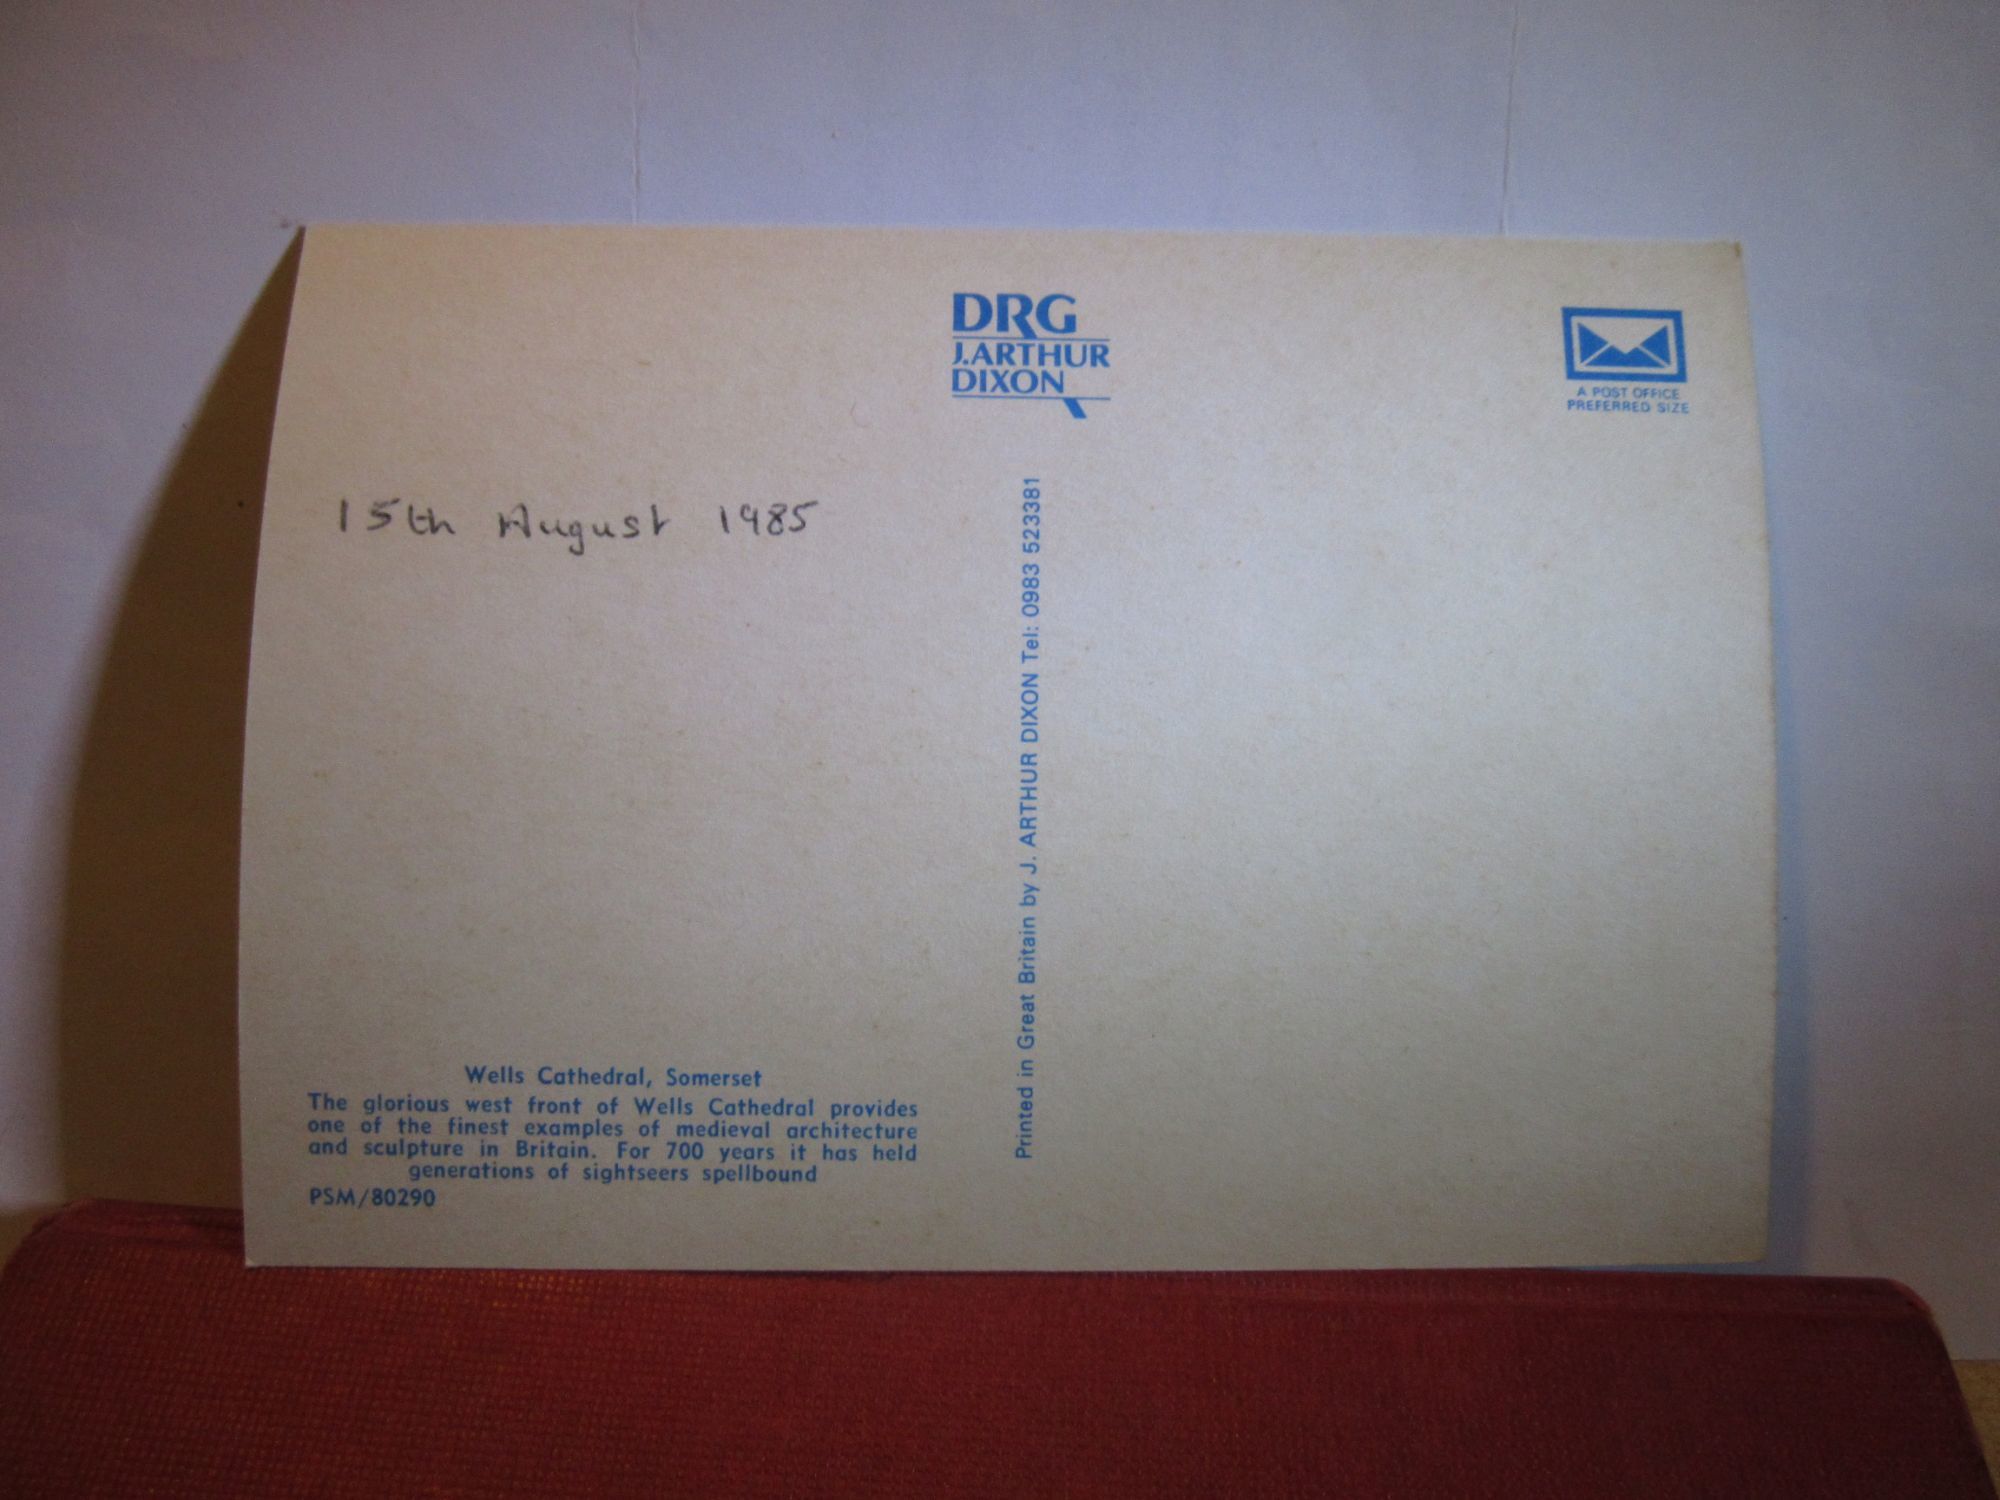 DRG
J.ARTHUR
DIXON
A POST OFFICE
PREFERRED SIZE
15th August 1985
Printed in Great Britain by J. ARTHUR DIXON Tel: 0983 523381
Wells Cathedral, Somerset
The glorious west front of Wells Cathedral provides
one of the finest examples of medieval architecture
and sculpture in Britain. For 700 years it has held
generations of sightseers spellbound
PSM/80290